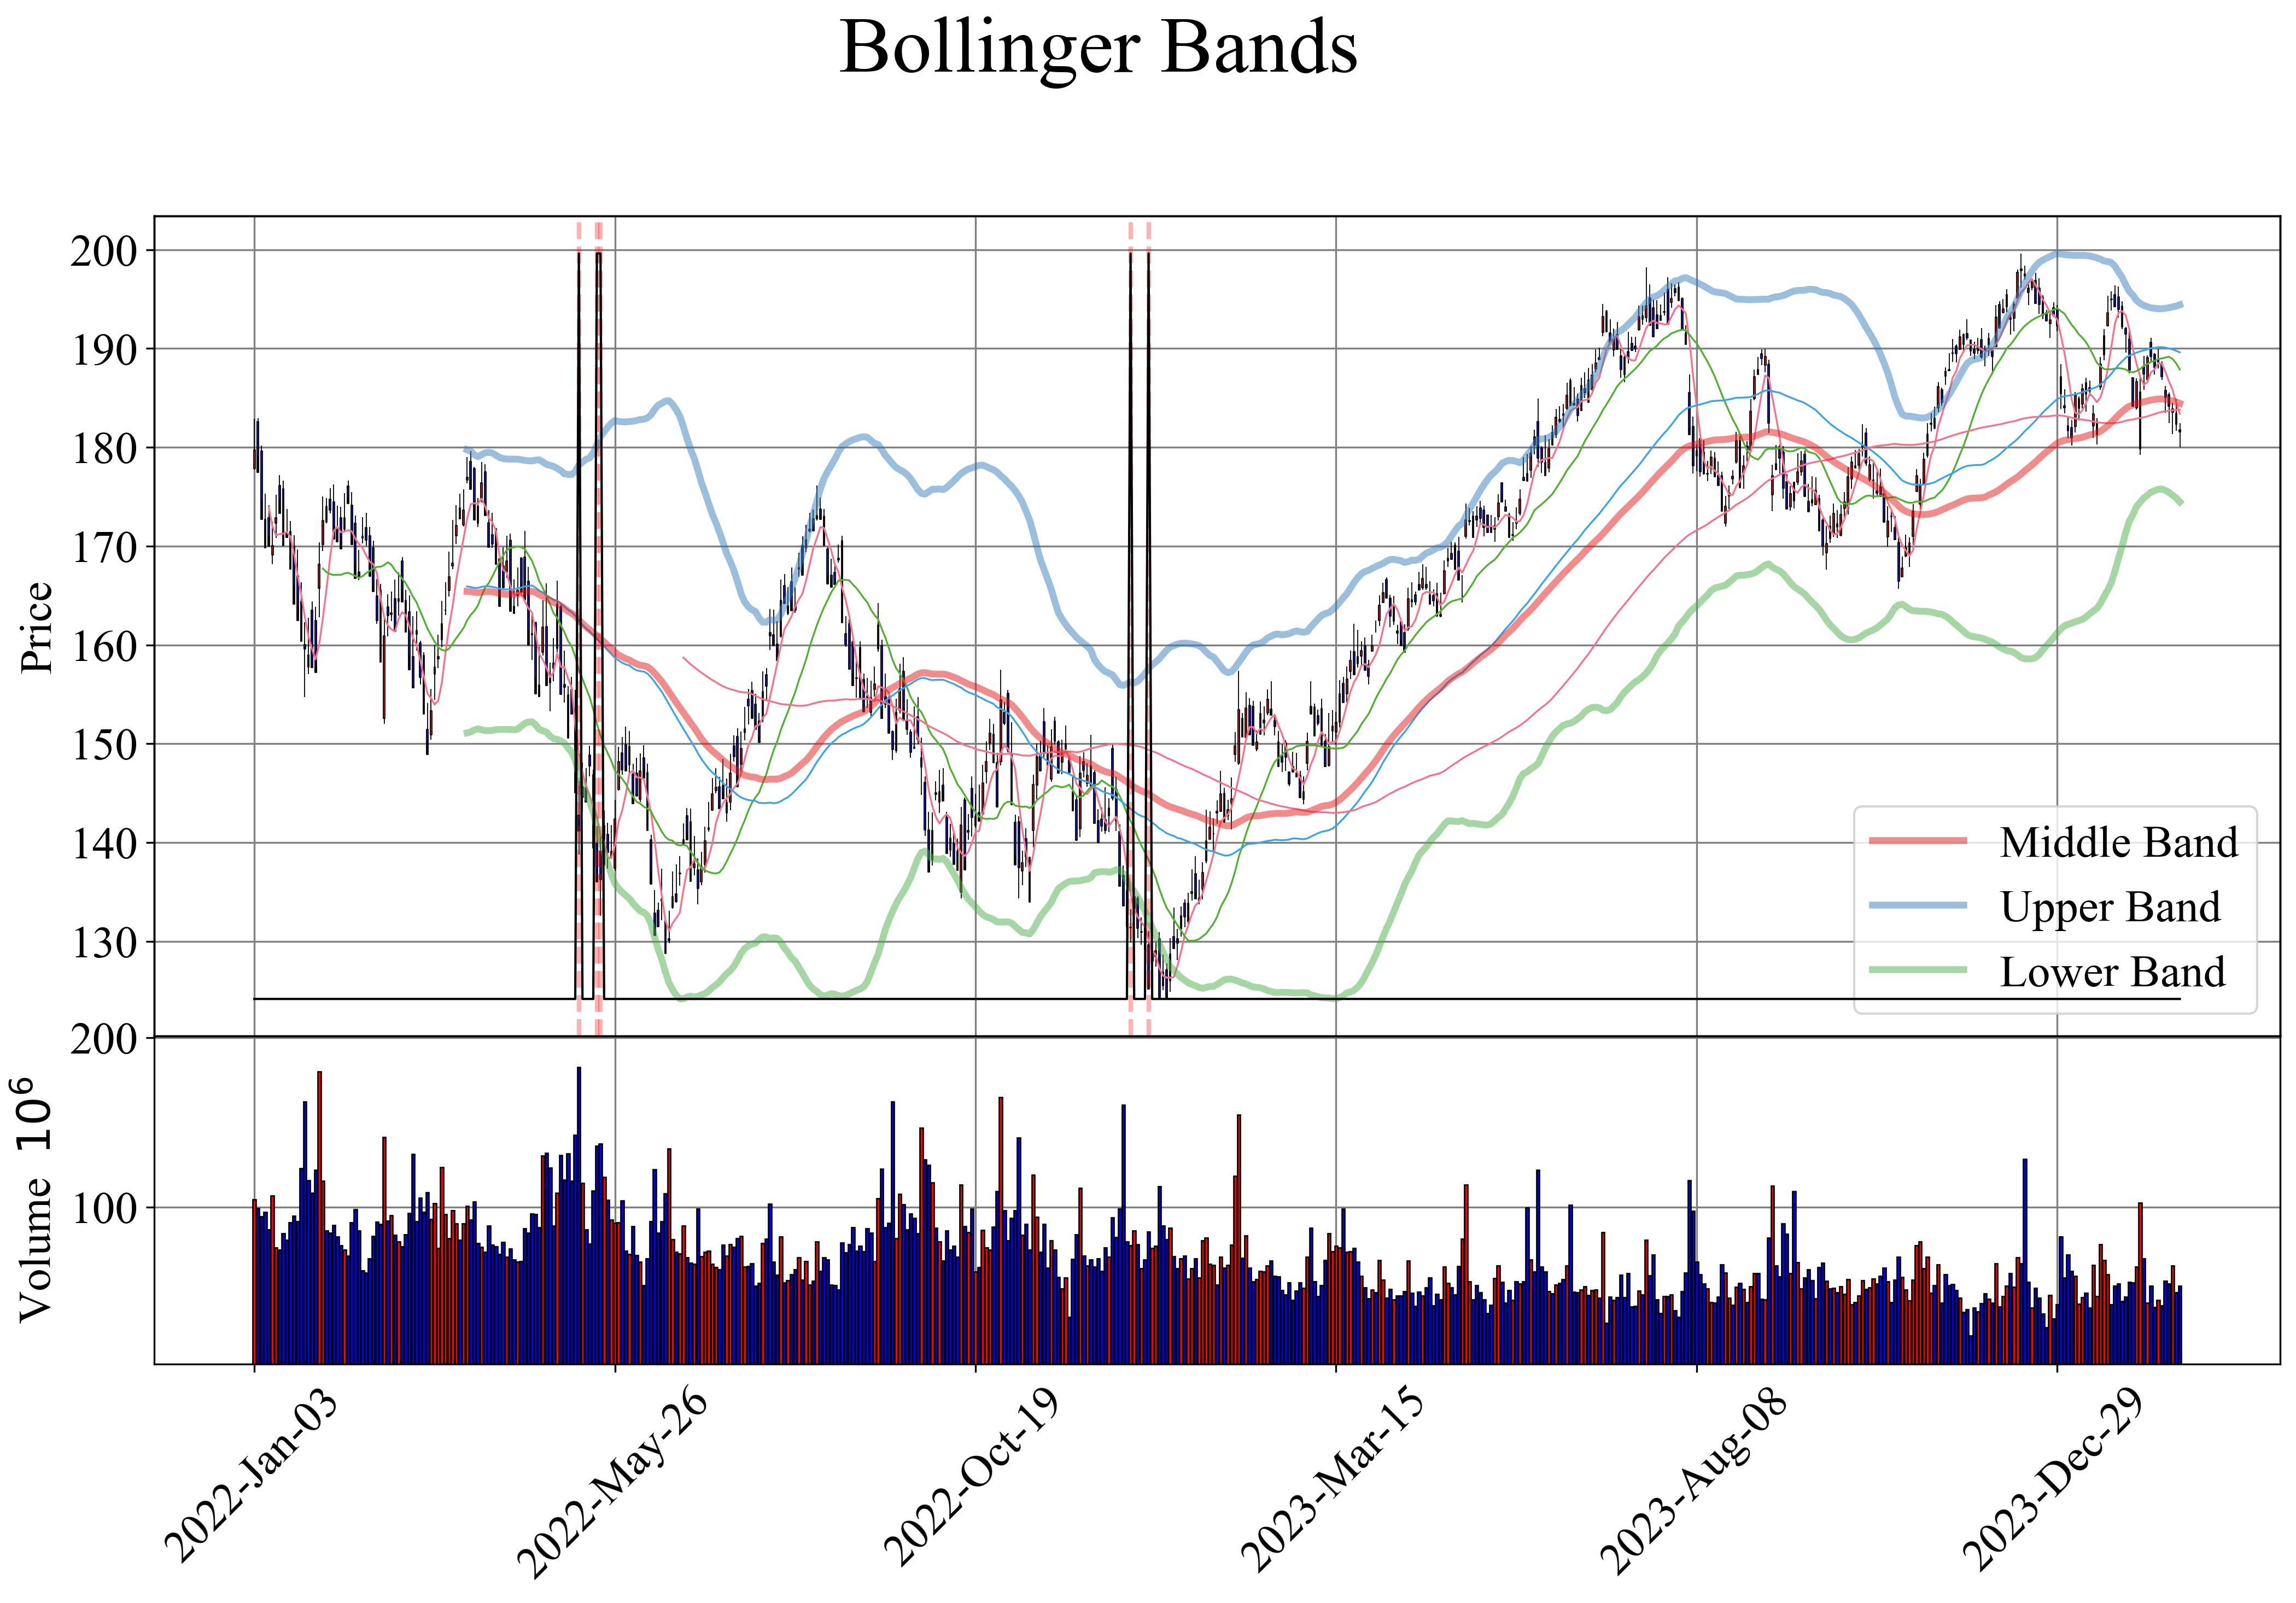 Bollinger Bands
Price
200
190
180
170
160
150
140
130
Middle Band
Upper Band
Lower Band
Volume 10⁶
200
100
2022-Jan-03
2022-May-26
2022-Oct-19
2023-Mar-15
2023-Aug-08
2023-Dec-29